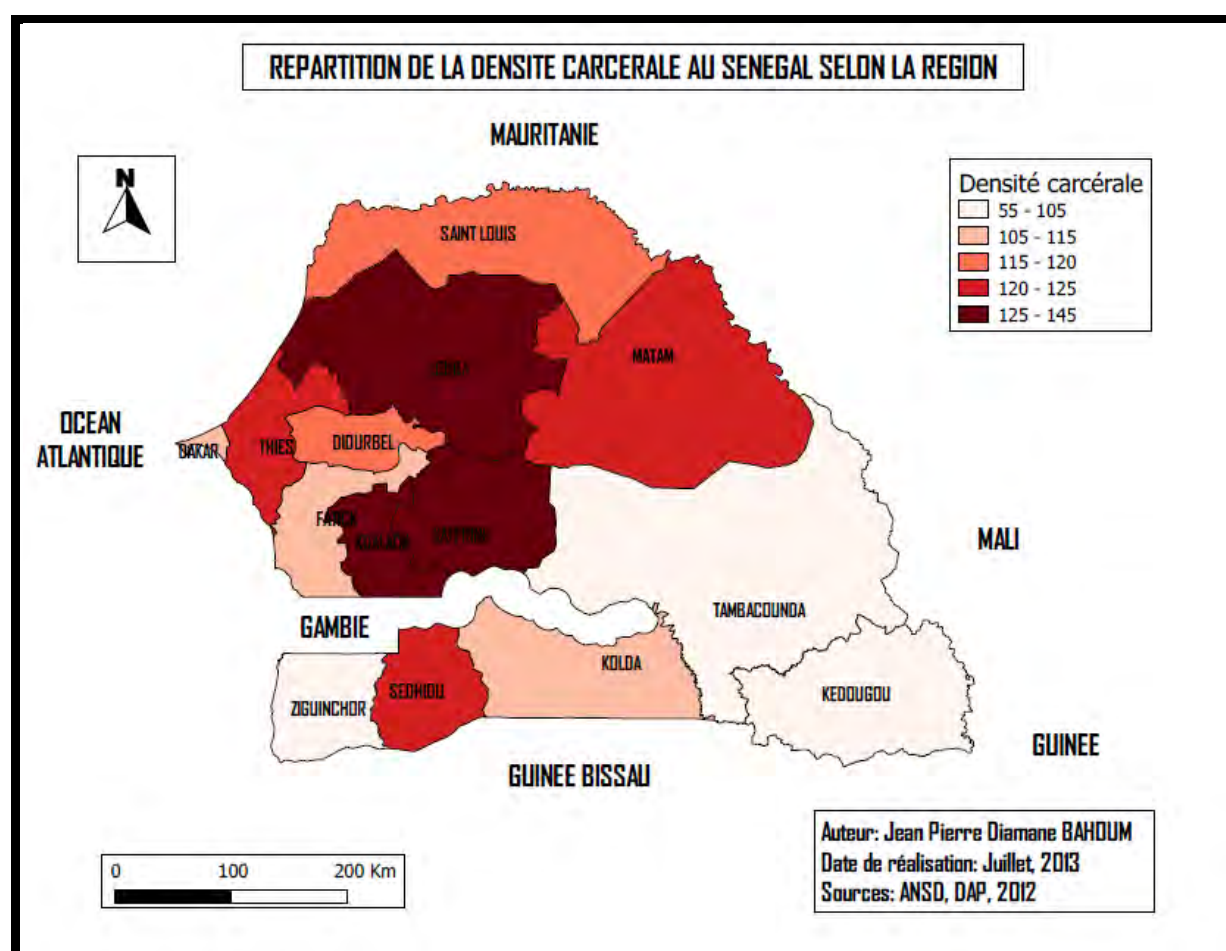 REPARTITION DE LA DENSITE CARCERALE AU SENEGAL SELON LA REGION
MAURITANIE
N
Densité carcérale
55 - 105
105 - 115
115 - 120
120 - 125
125 - 145
SAINT LOUIS
MATAM
LOUGA
OCEAN
ATLANTIQUE
DAKAR
THIES
DIOURBEL
FATICK
KAOLACK
KAFFRINE
MALI
TAMBACOUNDA
GAMBIE
KOLDA
SEDHIOU
ZIGUINCHOR
KEDOUGOU
GUINEE
GUINEE BISSAU
Auteur: Jean Pierre Diamane BAHOUM
Date de réalisation: Juillet, 2013
Sources: ANSD, DAP, 2012
0 100 200 Km